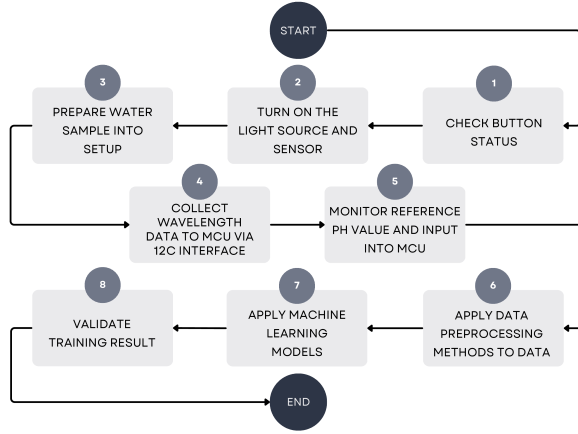 START
1
CHECK BUTTON
STATUS
2
TURN ON THE
LIGHT SOURCE AND
SENSOR
3
PREPARE WATER
SAMPLE INTO
SETUP
4
COLLECT
WAVELENGTH
DATA TO MCU VIA
12C INTERFACE
5
MONITOR REFERENCE
PH VALUE AND INPUT
INTO MCU
6
APPLY DATA
PREPROCESSING
METHODS TO DATA
7
APPLY MACHINE
LEARNING
MODELS
8
VALIDATE
TRAINING RESULT
END